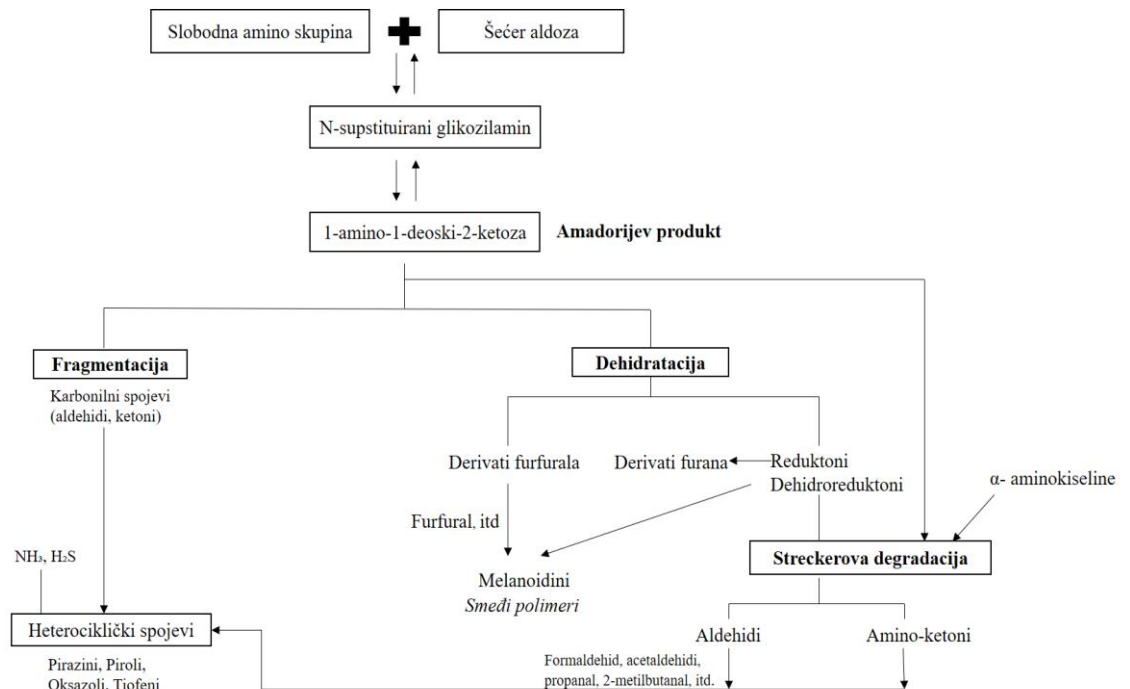 Slobodna amino skupina
Šećer aldoza
N-supstituirani glikozilamin
1-amino-1-deoski-2-ketoza
Amadorijev produkt
Fragmentacija
Dehidratacija
Karbonilni spojevi
(aldehidi, ketoni)
Derivati furfurala
Derivati furana
Reduktoni
Dehidroreduktoni
α- aminokiseline
Furfural, itd
NH₃, H₂S
Streckerova degradacija
Melanoidini
Smeđi polimeri
Heterociklički spojevi
Aldehidi
Amino-ketoni
Pirazini, Piroli,
Oksazoli, Tiofeni
Formaldehid, acetaldehidi,
propanal, 2-metilbutanal, itd.